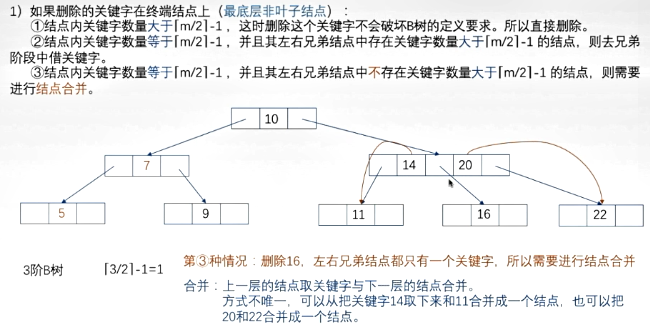 1）如果删除的关键字在终端结点上（最底层非叶子结点）：
①结点内关键字数量大于⌈m/2⌉-1，这时删除这个关键字不会破坏B树的定义要求。所以直接删除。
②结点内关键字数量等于⌈m/2⌉-1，并且其左右兄弟结点中存在关键字数量大于⌈m/2⌉-1 的结点，则去兄弟
阶段中借关键字。
③结点内关键字数量等于⌈m/2⌉-1，并且其左右兄弟结点中不存在关键字数量大于⌈m/2⌉-1 的结点，则需要
进行结点合并。
10
7 14 20
5 9 11 16 22
3阶B树 ⌈3/2⌉-1=1 第③种情况：删除16，左右兄弟结点都只有一个关键字，所以需要进行结点合并
合并：上一层的结点取关键字与下一层的结点合并。
方式不唯一，可以从把关键字14取下来和11合并成一个结点，也可以把
20和22合并成一个结点。